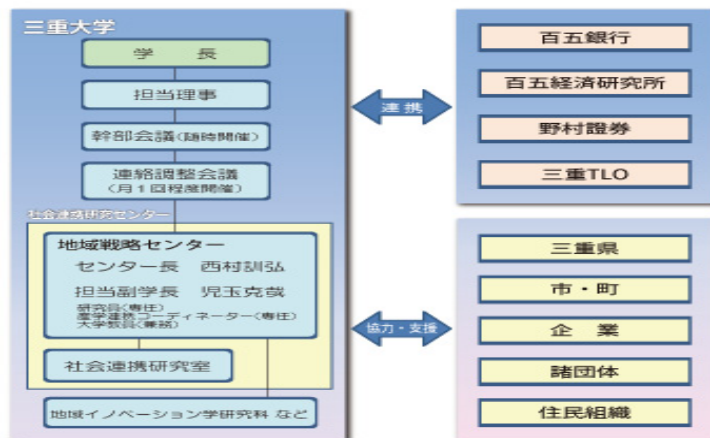 三重大学
学　長
担当理事
幹部会議(随時開催)
連絡調整会議
(月1回程度開催)
社会連携研究センター
地域戦略センター
センター長　西村訓弘
担当副学長　児玉克哉
研究員(専任)
産学連携コーディネーター(専任)
大学教員(兼務)
社会連携研究室
地域イノベーション学研究科 など
連携
百五銀行
百五経済研究所
野村證券
三重TLO
協力・支援
三重県
市・町
企　業
諸団体
住民組織